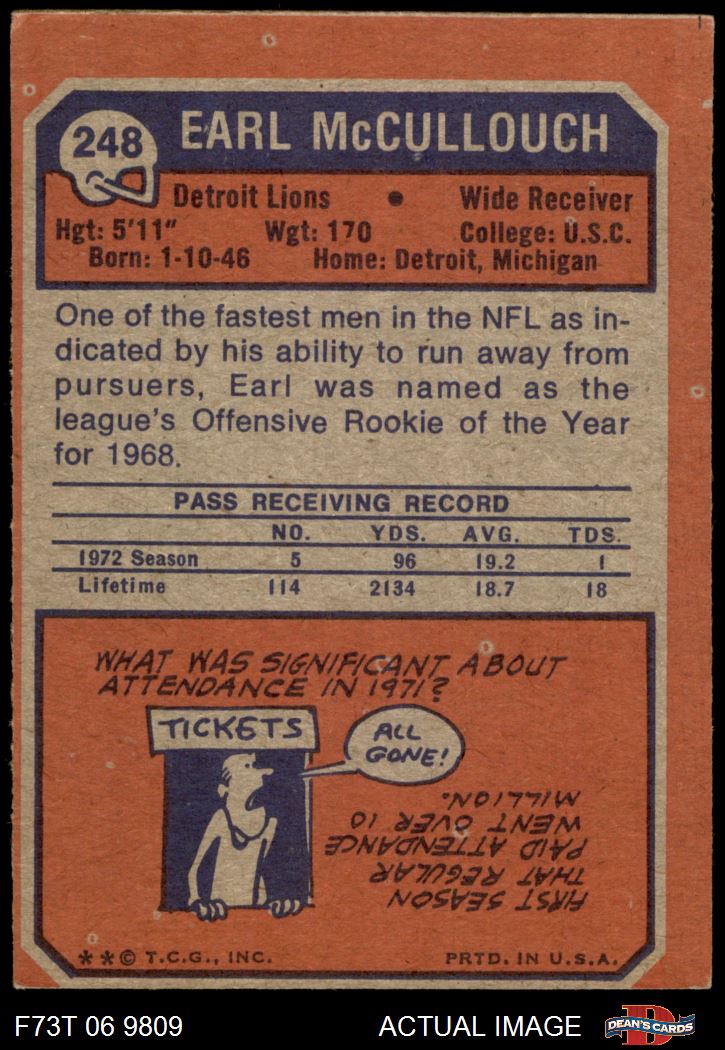 248 EARL McCULLOUCH
Detroit Lions • Wide Receiver
Hgt: 5'11" Wgt: 170 College: U.S.C.
Born: 1-10-46 Home: Detroit, Michigan
One of the fastest men in the NFL as in-
dicated by his ability to run away from
pursuers, Earl was named as the
league's Offensive Rookie of the Year
for 1968.
PASS RECEIVING RECORD
NO. YDS. AVG. TDS.
1972 Season 5 96 19.2 1
Lifetime 114 2134 18.7 18
WHAT WAS SIGNIFICANT ABOUT
ATTENDANCE IN 1971?
TICKETS
ALL
GONE!
FIRST SEASON
THAT REGULAR
PAID ATTENDANCE
WENT OVER 10
MILLION.
**© T.C.G., INC. PRTD. IN U.S.A.
F73T 06 9809 ACTUAL IMAGE
D
DEAN'S CARDS